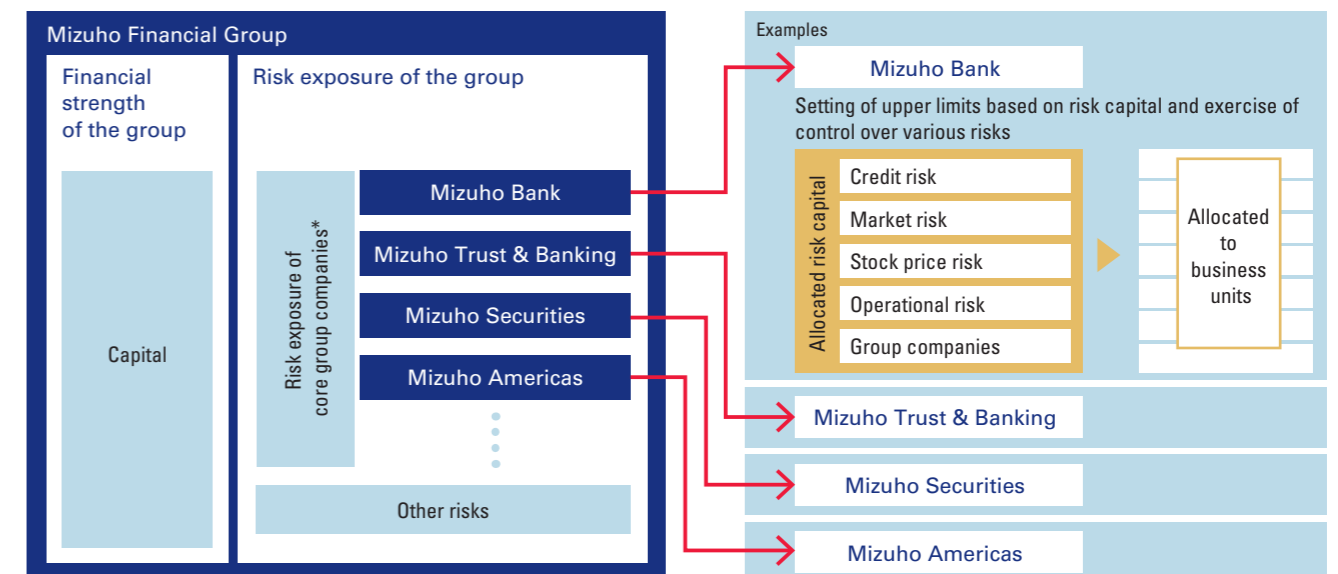 Mizuho Financial Group
Financial
strength
of the group
Capital
Risk exposure of the group
Risk exposure of
core group companies*
Mizuho Bank
Mizuho Trust & Banking
Mizuho Securities
Mizuho Americas
Other risks
Examples
Mizuho Bank
Setting of upper limits based on risk capital and exercise of
control over various risks
Allocated risk capital
Credit risk
Market risk
Stock price risk
Operational risk
Group companies
Allocated
to
business
units
Mizuho Trust & Banking
Mizuho Securities
Mizuho Americas